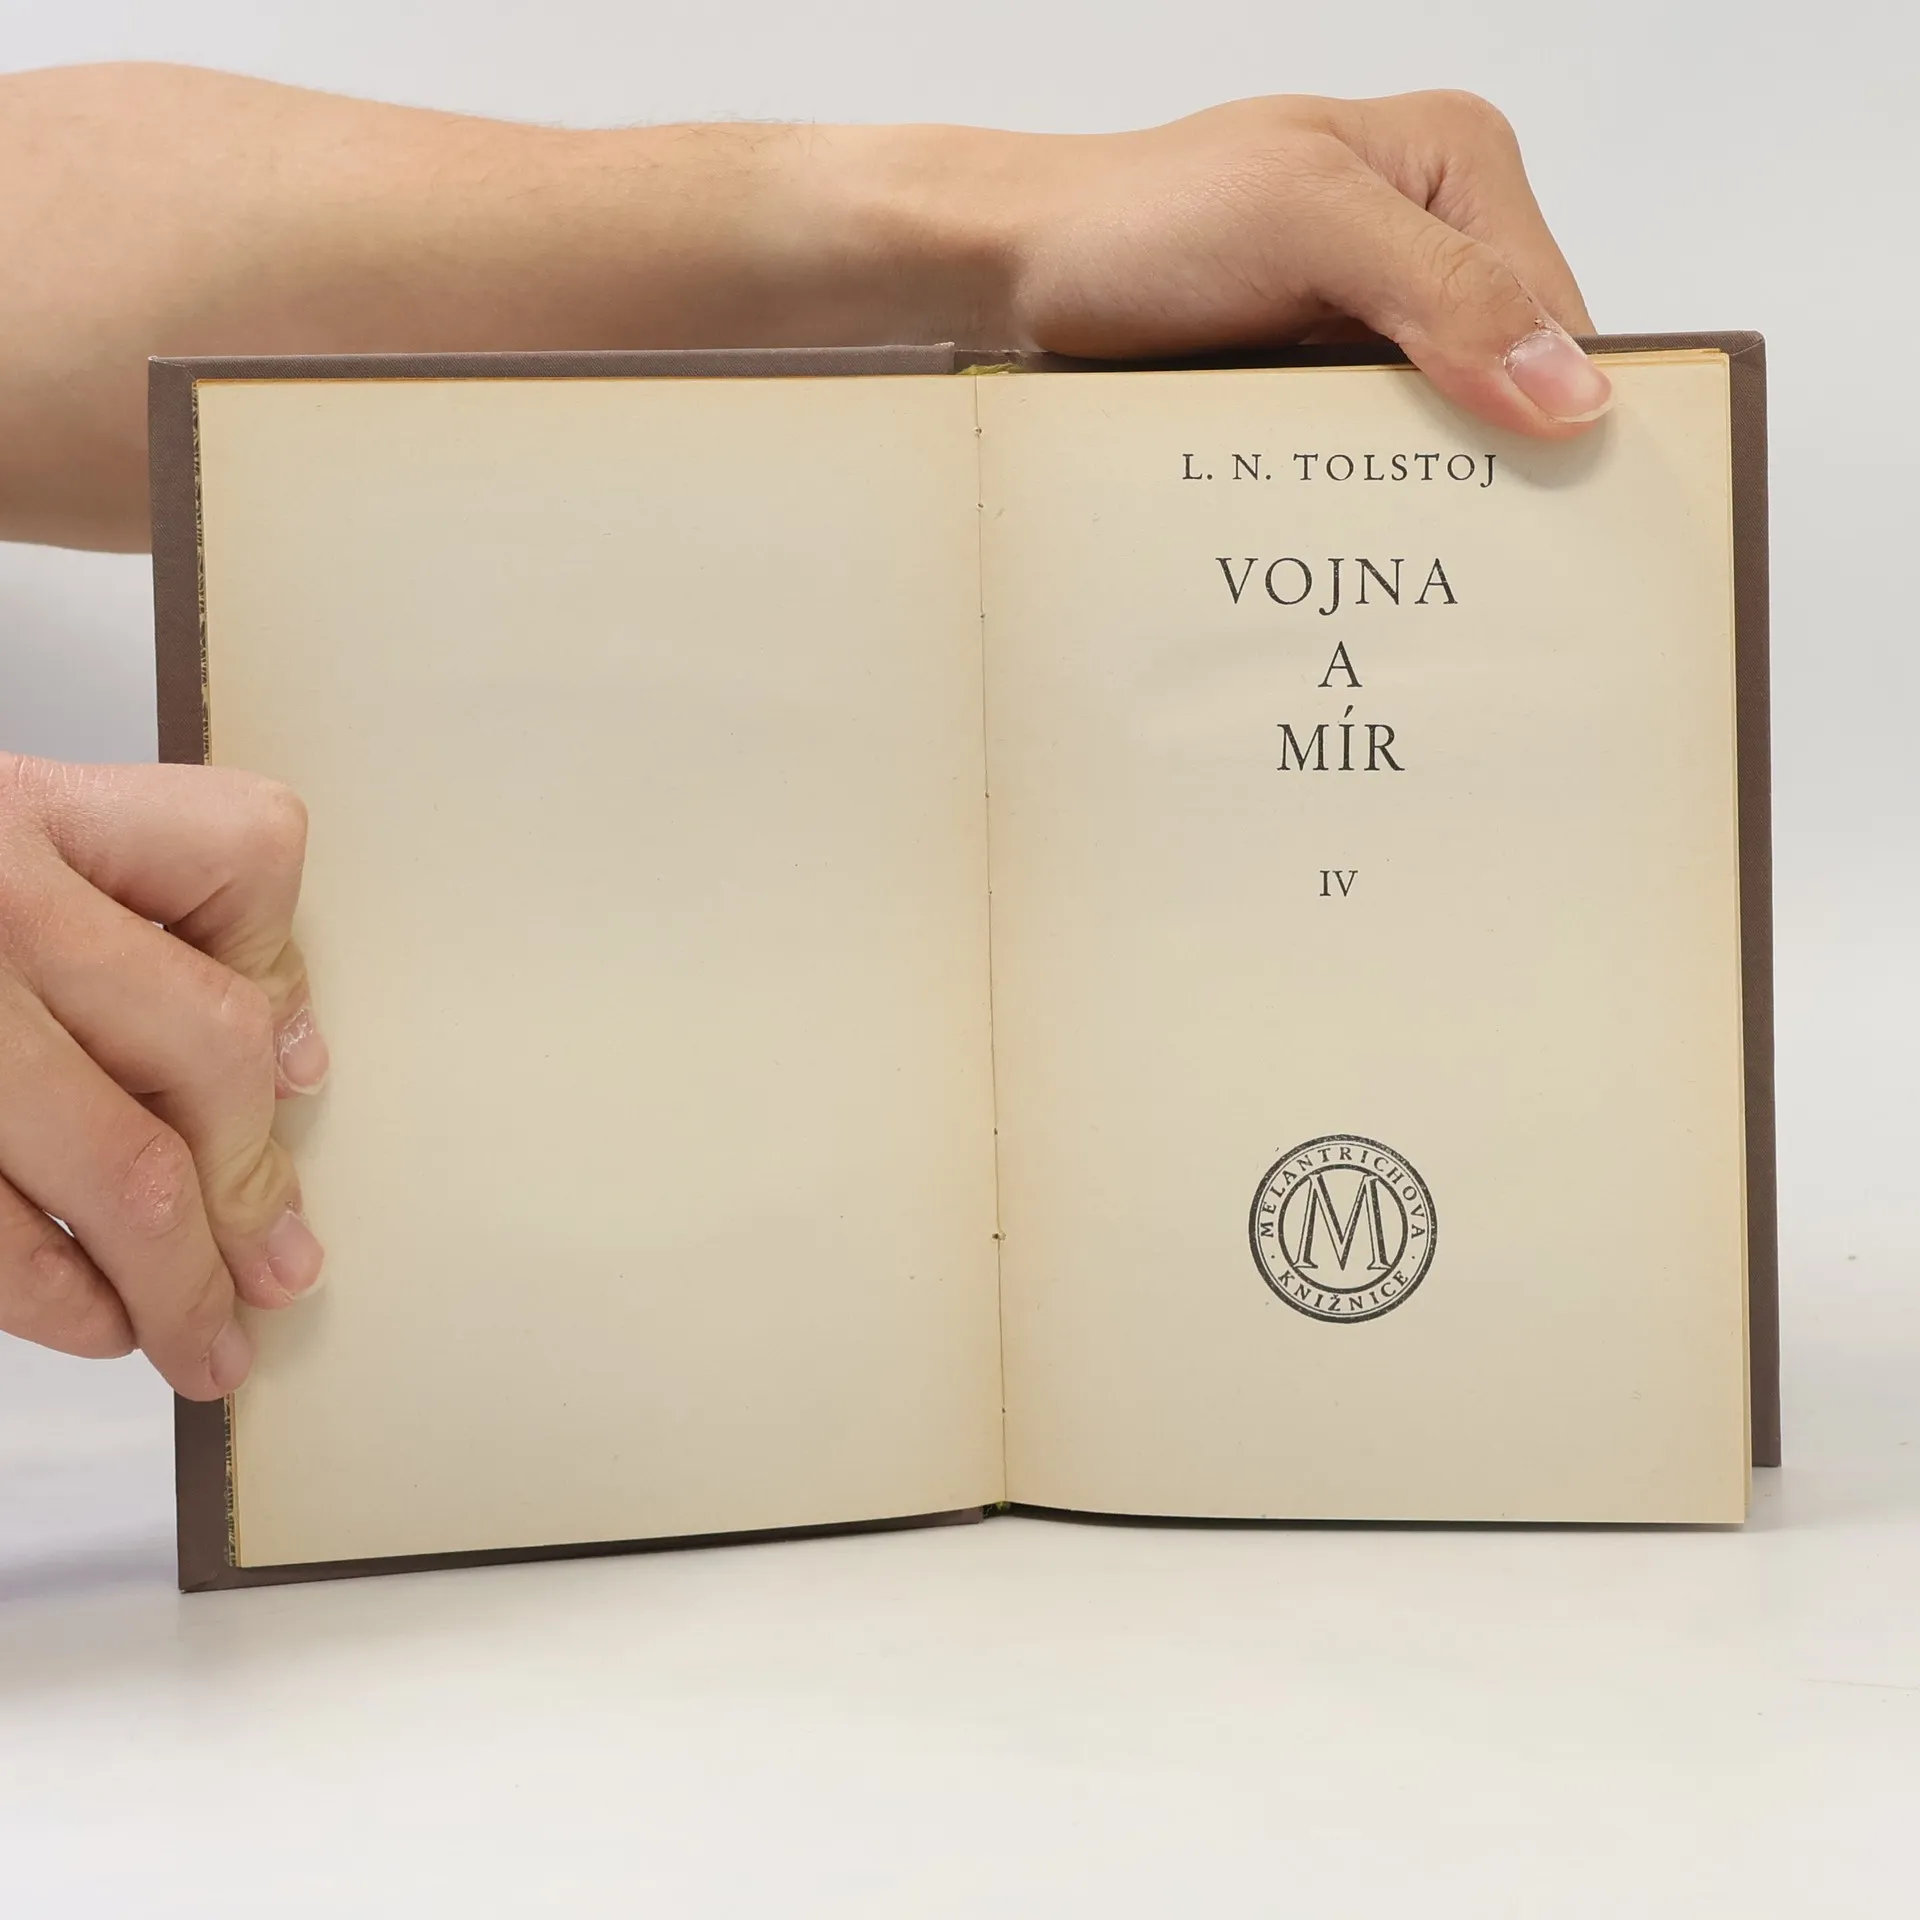 L. N. TOLSTOJ
VOJNA
A
MÍR
IV
MELANTRICHOVA
M
KNIŽNICE